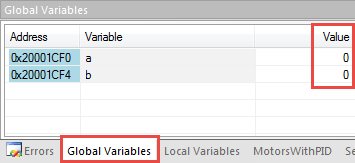 Global Variables
Address Variable Value
0x20001CF0 a 0
0x20001CF4 b 0
Errors Global Variables Local Variables MotorsWithPID